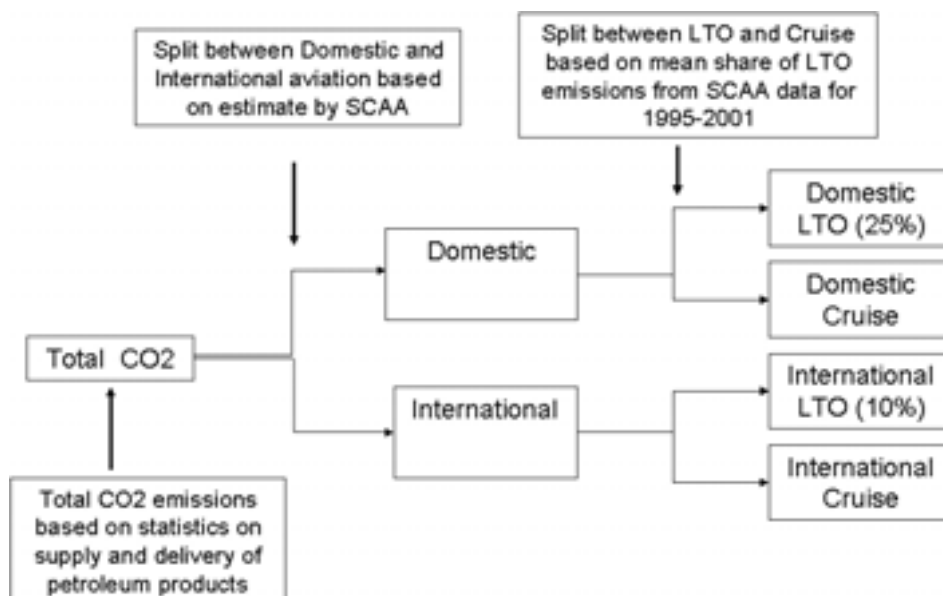 Split between Domestic and
International aviation based
on estimate by SCAA
Split between LTO and Cruise
based on mean share of LTO
emissions from SCAA data for
1995-2001
Domestic
LTO (25%)
Domestic
Domestic
Cruise
Total CO2
International
LTO (10%)
International
International
Cruise
Total CO2 emissions
based on statistics on
supply and delivery of
petroleum products